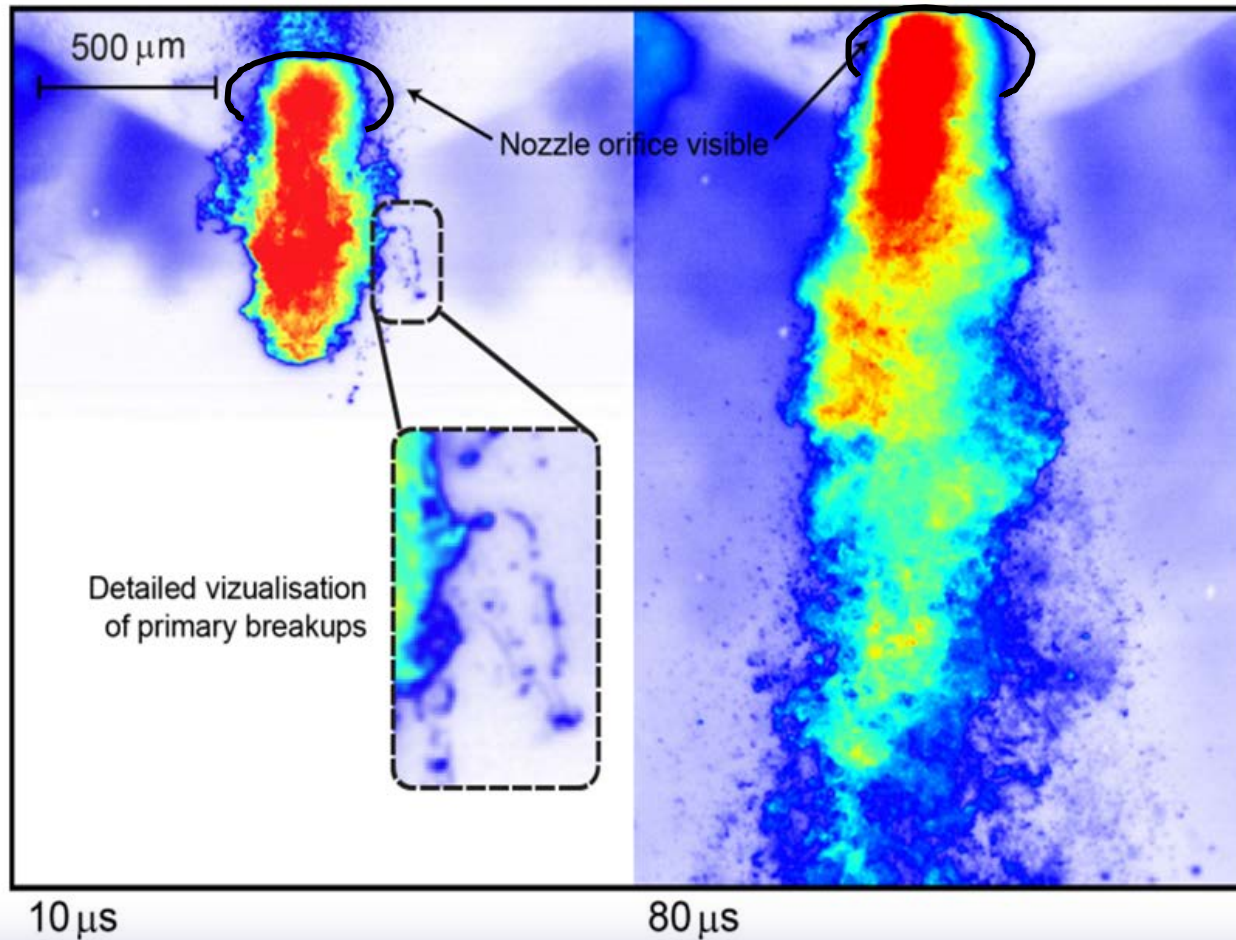 500 μm
Nozzle orifice visible
Detailed vizualisation
of primary breakups
10 μs
80 μs